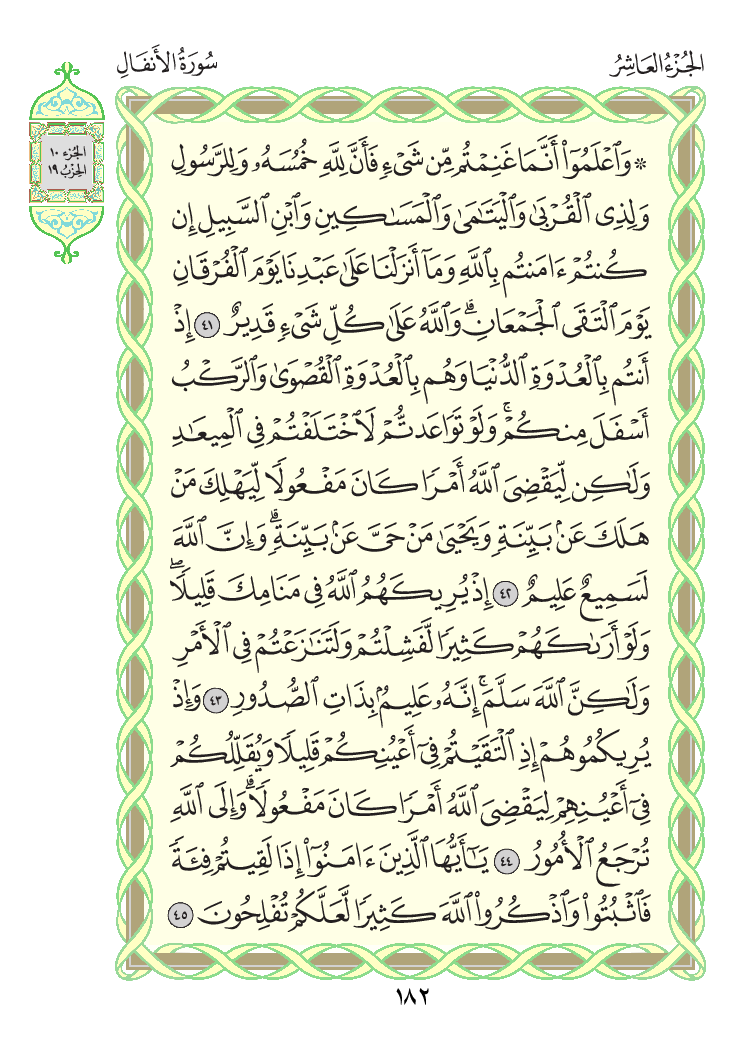 الجُزْءُ العَاشِرُ
سُورَةُ الأَنفَالِ
الجُزء ١٠
الحِزْبُ ١٩
۞ وَٱعْلَمُوٓا۟ أَنَّمَا غَنِمْتُم مِّن شَىْءٍ فَأَنَّ لِلَّهِ خُمُسَهُۥ وَلِلرَّسُولِ
وَلِذِى ٱلْقُرْبَىٰ وَٱلْيَتَـٰمَىٰ وَٱلْمَسَـٰكِينِ وَٱبْنِ ٱلسَّبِيلِ إِن
كُنتُمْ ءَامَنتُم بِٱللَّهِ وَمَآ أَنزَلْنَا عَلَىٰ عَبْدِنَا يَوْمَ ٱلْفُرْقَانِ
يَوْمَ ٱلْتَقَى ٱلْجَمْعَانِ ۗ وَٱللَّهُ عَلَىٰ كُلِّ شَىْءٍ قَدِيرٌ ٤١ إِذْ
أَنتُم بِٱلْعُدْوَةِ ٱلدُّنْيَا وَهُم بِٱلْعُدْوَةِ ٱلْقُصْوَىٰ وَٱلرَّكْبُ
أَسْفَلَ مِنكُمْ ۚ وَلَوْ تَوَاعَدتُّمْ لَٱخْتَلَفْتُمْ فِى ٱلْمِيعَـٰدِ
وَلَـٰكِن لِّيَقْضِىَ ٱللَّهُ أَمْرًا كَانَ مَفْعُولًا لِّيَهْلِكَ مَنْ
هَلَكَ عَنۢ بَيِّنَةٍ وَيَحْيَىٰ مَنْ حَىَّ عَنۢ بَيِّنَةٍ ۗ وَإِنَّ ٱللَّهَ
لَسَمِيعٌ عَلِيمٌ ٤٢ إِذْ يُرِيكَهُمُ ٱللَّهُ فِى مَنَامِكَ قَلِيلًا ۖ
وَلَوْ أَرَىٰكَهُمْ كَثِيرًا لَّفَشِلْتُمْ وَلَتَنَـٰزَعْتُمْ فِى ٱلْأَمْرِ
وَلَـٰكِنَّ ٱللَّهَ سَلَّمَ ۗ إِنَّهُۥ عَلِيمٌۢ بِذَاتِ ٱلصُّدُورِ ٤٣ وَإِذْ
يُرِيكُمُوهُمْ إِذِ ٱلْتَقَيْتُمْ فِىٓ أَعْيُنِكُمْ قَلِيلًا وَيُقَلِّلُكُمْ
فِىٓ أَعْيُنِهِمْ لِيَقْضِىَ ٱللَّهُ أَمْرًا كَانَ مَفْعُولًا ۗ وَإِلَى ٱللَّهِ
تُرْجَعُ ٱلْأُمُورُ ٤٤ يَـٰٓأَيُّهَا ٱلَّذِينَ ءَامَنُوٓا۟ إِذَا لَقِيتُمْ فِئَةً
فَٱثْبُتُوا۟ وَٱذْكُرُوا۟ ٱللَّهَ كَثِيرًا لَّعَلَّكُمْ تُفْلِحُونَ ٤٥
١٨٢